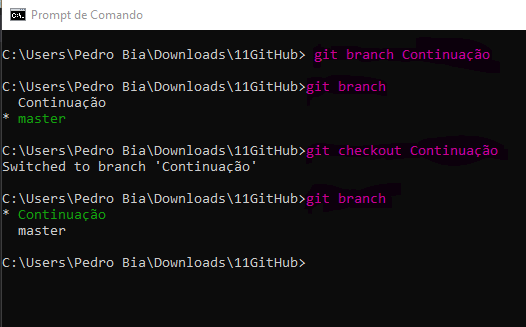 Prompt de Comando
C:\Users\Pedro Bia\Downloads\11GitHub> git branch Continuação
C:\Users\Pedro Bia\Downloads\11GitHub>git branch
  Continuação
* master
C:\Users\Pedro Bia\Downloads\11GitHub>git checkout Continuação
Switched to branch 'Continuação'
C:\Users\Pedro Bia\Downloads\11GitHub>git branch
* Continuação
  master
C:\Users\Pedro Bia\Downloads\11GitHub>